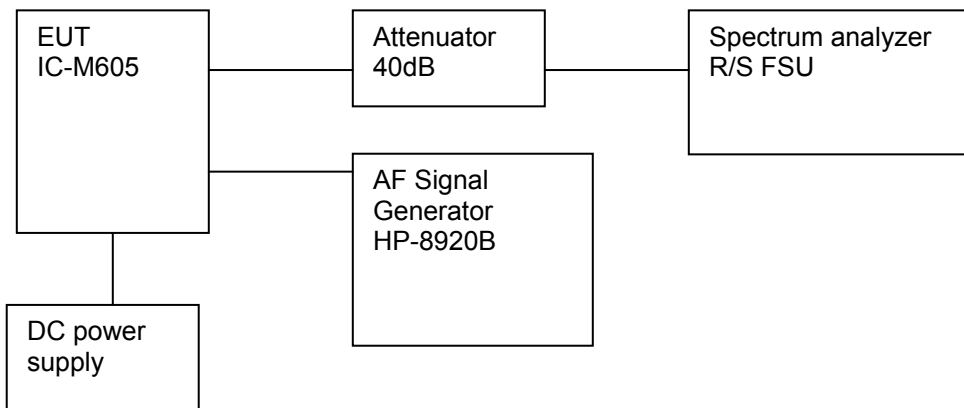 EUT
IC-M605
Attenuator
40dB
Spectrum analyzer
R/S FSU
AF Signal
Generator
HP-8920B
DC power
supply